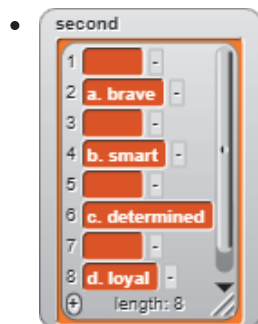 second
1 -
2 a. brave -
3 -
4 b. smart -
5 -
6 c. determined
7 -
8 d. loyal -
+ length: 8